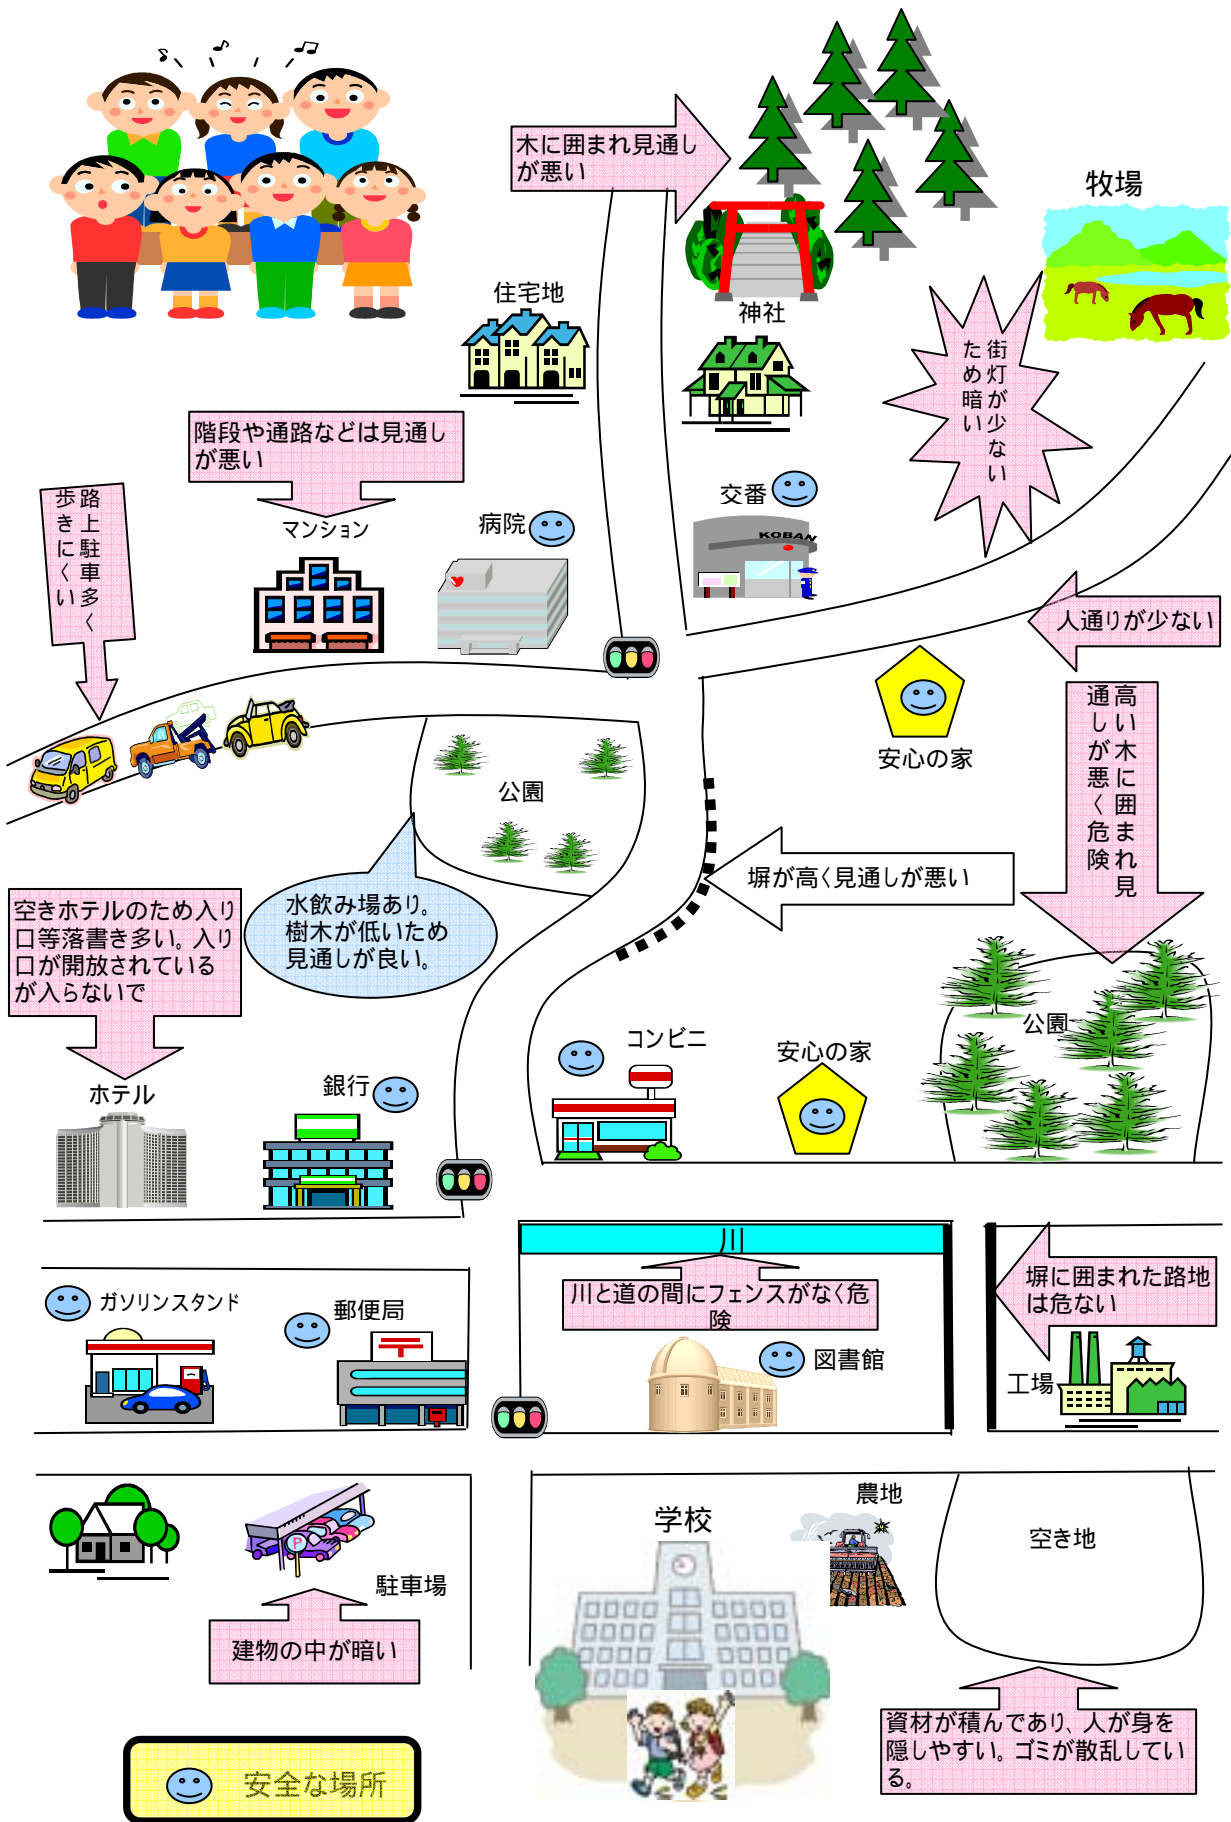 木に囲まれ見通し
が悪い
牧場
住宅地
神社
街灯が少ない
ため暗い
階段や通路などは見通し
が悪い
路上駐車多く
歩きにくい
マンション
病院
交番
KOBAN
人通りが少ない
高い木に囲まれ見
通しが悪く危険
安心の家
公園
塀が高く見通しが悪い
水飲み場あり。
樹木が低いため
見通しが良い。
空きホテルのため入り
口等落書き多い。入り
口が開放されている
が入らないで
公園
コンビニ
安心の家
ホテル
銀行
川
川と道の間にフェンスがなく危
険
塀に囲まれた路地
は危ない
ガソリンスタンド
郵便局
図書館
工場
農地
空き地
学校
P
駐車場
建物の中が暗い
資材が積んであり、人が身を
隠しやすい。ゴミが散乱してい
る。
安全な場所